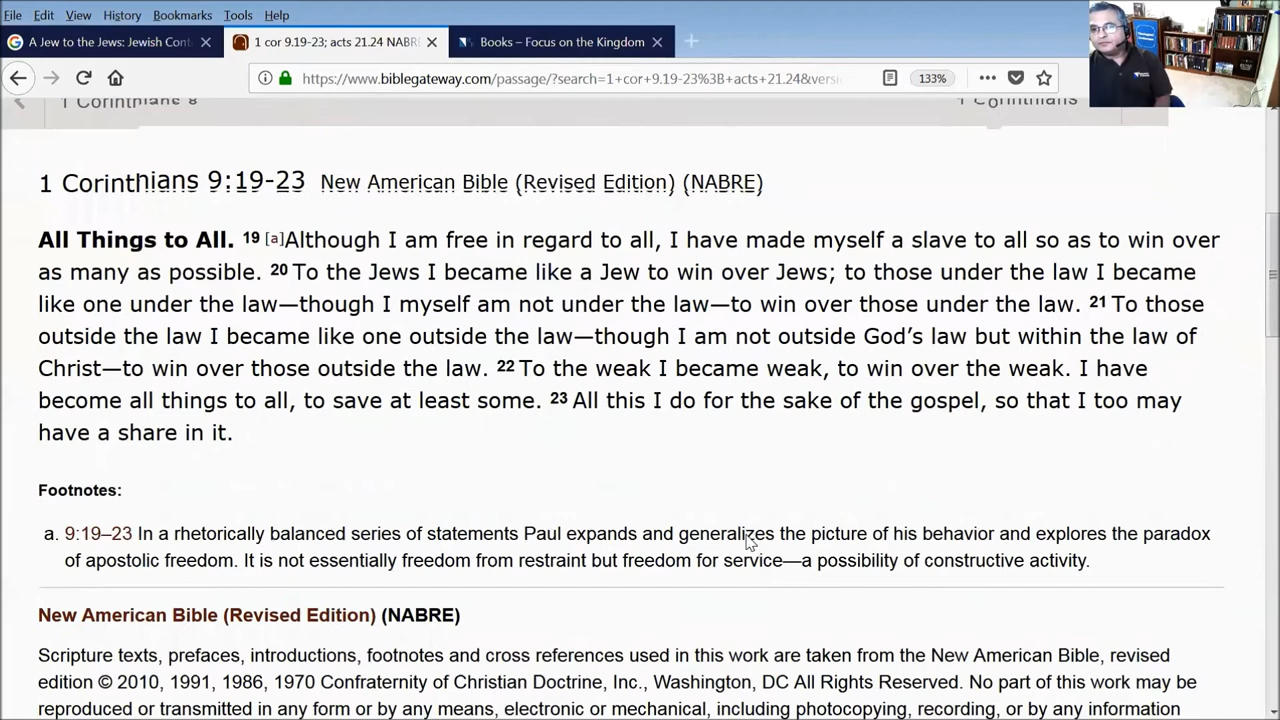 File Edit View History Bookmarks Tools Help
A Jew to the Jews: Jewish Cont
1 cor 9.19-23; acts 21.24 NABR
Books – Focus on the Kingdom
https://www.biblegateway.com/passage/?search=1+cor+9.19-23%3B+acts+21.24&versi
133%
1 Corinthians 8
1 Corinthians
1 Corinthians 9:19-23 New American Bible (Revised Edition) (NABRE)
All Things to All. 19 [a]Although I am free in regard to all, I have made myself a slave to all so as to win over
as many as possible. 20 To the Jews I became like a Jew to win over Jews; to those under the law I became
like one under the law—though I myself am not under the law—to win over those under the law. 21 To those
outside the law I became like one outside the law—though I am not outside God’s law but within the law of
Christ—to win over those outside the law. 22 To the weak I became weak, to win over the weak. I have
become all things to all, to save at least some. 23 All this I do for the sake of the gospel, so that I too may
have a share in it.
Footnotes:
a. 9:19–23 In a rhetorically balanced series of statements Paul expands and generalizes the picture of his behavior and explores the paradox
of apostolic freedom. It is not essentially freedom from restraint but freedom for service—a possibility of constructive activity.
New American Bible (Revised Edition) (NABRE)
Scripture texts, prefaces, introductions, footnotes and cross references used in this work are taken from the New American Bible, revised
edition © 2010, 1991, 1986, 1970 Confraternity of Christian Doctrine, Inc., Washington, DC All Rights Reserved. No part of this work may be
reproduced or transmitted in any form or by any means, electronic or mechanical, including photocopying, recording, or by any information